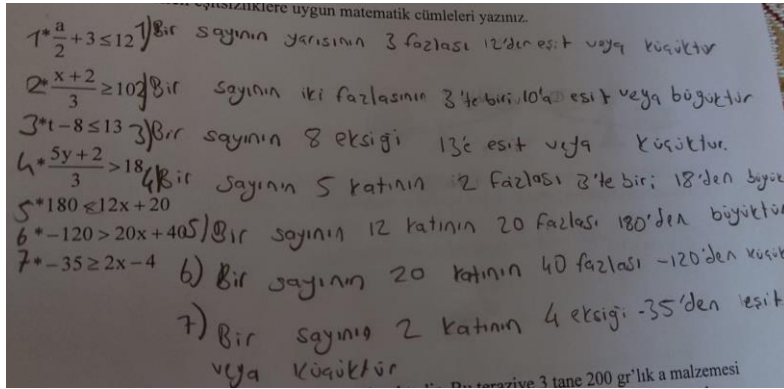 eşitsizliklere uygun matematik cümleleri yazınız.
1* a/2 + 3 ≤ 12 1) Bir sayının yarısının 3 fazlası 12'den eşit veya küçüktür
2* x + 2/3 ≥ 10 2) Bir sayının iki fazlasının 3'te biri 10'a eşit veya büyüktür
3* t − 8 ≤ 13 3) Bir sayının 8 eksiği 13'e eşit veya küçüktür.
4* 5y + 2/3 > 18 4) Bir sayının 5 katının 2 fazlası 3'te biri 18'den büyük
5* 180 ≤ 12x + 20
6* −120 > 20x + 40 5) Bir sayının 12 katının 20 fazlası 180'den büyüktür
7* −35 ≥ 2x − 4
6) Bir sayının 20 katının 40 fazlası -120'den küçük
7) Bir sayının 2 katının 4 eksiği -35'den eşit
veya küçüktür
Bu teraziye 3 tane 200 gr'lık a malzemesi